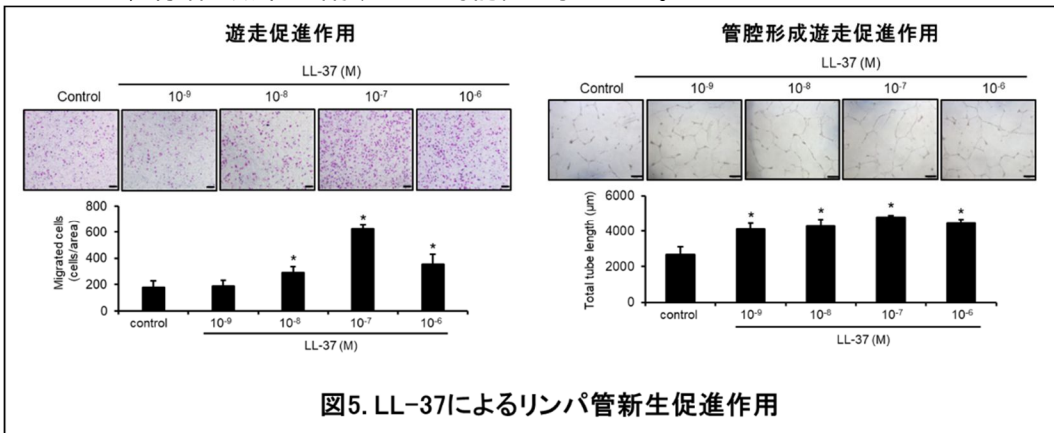 遊走促進作用
LL-37 (M)
Control 10⁻⁹ 10⁻⁸ 10⁻⁷ 10⁻⁶
Migrated cells
(cells/area)
800
600
400
200
0
* * *
control 10⁻⁹ 10⁻⁸ 10⁻⁷ 10⁻⁶
LL-37 (M)
管腔形成遊走促進作用
LL-37 (M)
Control 10⁻⁹ 10⁻⁸ 10⁻⁷ 10⁻⁶
Total tube length (μm)
6000
4000
2000
0
* * * *
control 10⁻⁹ 10⁻⁸ 10⁻⁷ 10⁻⁶
LL-37 (M)
図5. LL-37によるリンパ管新生促進作用